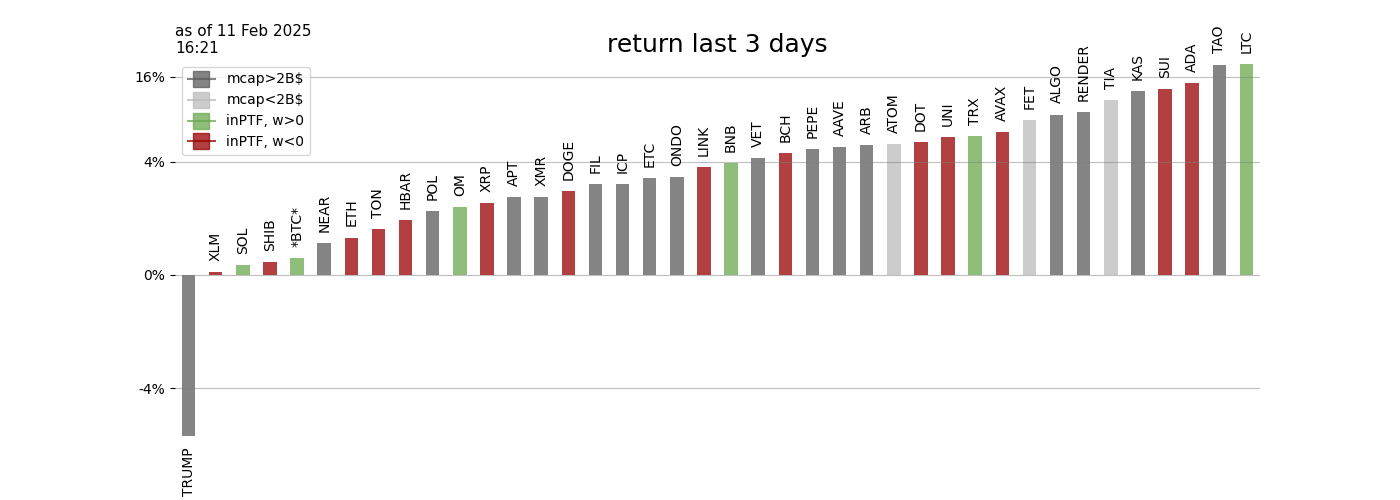 as of 11 Feb 2025
16:21
return last 3 days
mcap>2B$
mcap<2B$
inPTF, w>0
inPTF, w<0
16%
4%
0%
-4%
TRUMP
XLM
SOL
SHIB
*BTC*
NEAR
ETH
TON
HBAR
POL
OM
XRP
APT
XMR
DOGE
FIL
ICP
ETC
ONDO
LINK
BNB
VET
BCH
PEPE
AAVE
ARB
ATOM
DOT
UNI
TRX
AVAX
FET
ALGO
RENDER
TIA
KAS
SUI
ADA
TAO
LTC